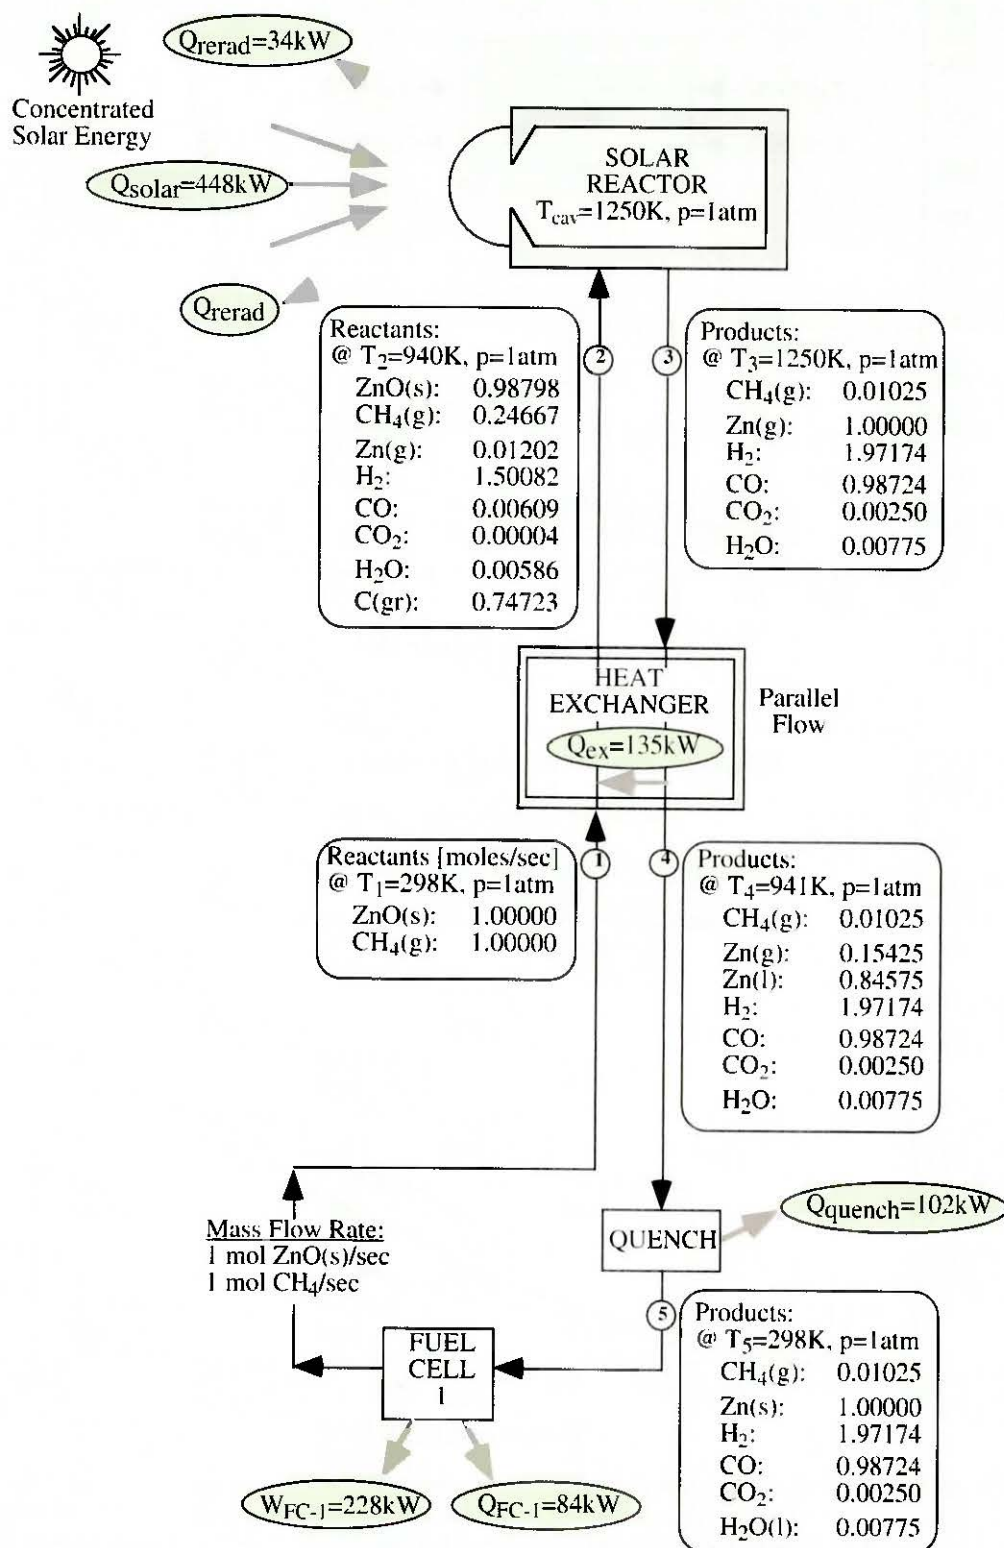 Qrerad=34kW
Concentrated
Solar Energy
Qsolar=448kW
SOLAR
REACTOR
Tcav=1250K, p=1atm
Qrerad
Reactants:
@ T2=940K, p=1atm
ZnO(s): 0.98798
CH4(g): 0.24667
Zn(g): 0.01202
H2: 1.50082
CO: 0.00609
CO2: 0.00004
H2O: 0.00586
C(gr): 0.74723
2
3
Products:
@ T3=1250K, p=1atm
CH4(g): 0.01025
Zn(g): 1.00000
H2: 1.97174
CO: 0.98724
CO2: 0.00250
H2O: 0.00775
HEAT
EXCHANGER
Qex=135kW
Parallel
Flow
Reactants [moles/sec]
@ T1=298K, p=1atm
ZnO(s): 1.00000
CH4(g): 1.00000
1
4
Products:
@ T4=941K, p=1atm
CH4(g): 0.01025
Zn(g): 0.15425
Zn(l): 0.84575
H2: 1.97174
CO: 0.98724
CO2: 0.00250
H2O: 0.00775
Mass Flow Rate:
1 mol ZnO(s)/sec
1 mol CH4/sec
QUENCH
Qquench=102kW
5
Products:
@ T5=298K, p=1atm
CH4(g): 0.01025
Zn(s): 1.00000
H2: 1.97174
CO: 0.98724
CO2: 0.00250
H2O(l): 0.00775
FUEL
CELL
1
WFC-1=228kW
QFC-1=84kW